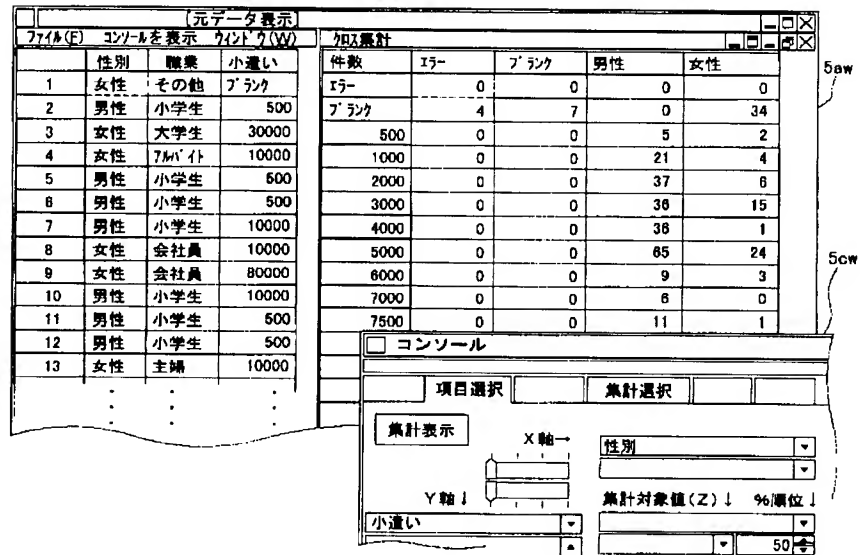 [元データ表示]
ファイル(F) コンソールを表示 ウィンドウ(W)
性別 職業 小遣い
1 女性 その他 ブランク
2 男性 小学生 500
3 女性 大学生 30000
4 女性 アルバイト 10000
5 男性 小学生 500
6 男性 小学生 500
7 男性 小学生 10000
8 女性 会社員 10000
9 女性 会社員 80000
10 男性 小学生 10000
11 男性 小学生 500
12 男性 小学生 500
13 女性 主婦 10000
クロス集計
件数 エラー ブランク 男性 女性
エラー 0 0 0 0
ブランク 4 7 0 34
500 0 0 5 2
1000 0 0 21 4
2000 0 0 37 6
3000 0 0 36 15
4000 0 0 36 1
5000 0 0 65 24
6000 0 0 9 3
7000 0 0 6 0
7500 0 0 11 1
5aw
5cw
コンソール
項目選択 集計選択
集計表示
X軸→
性別
Y軸↓ 集計対象値(Z)↓ %順位↓
小遣い
50